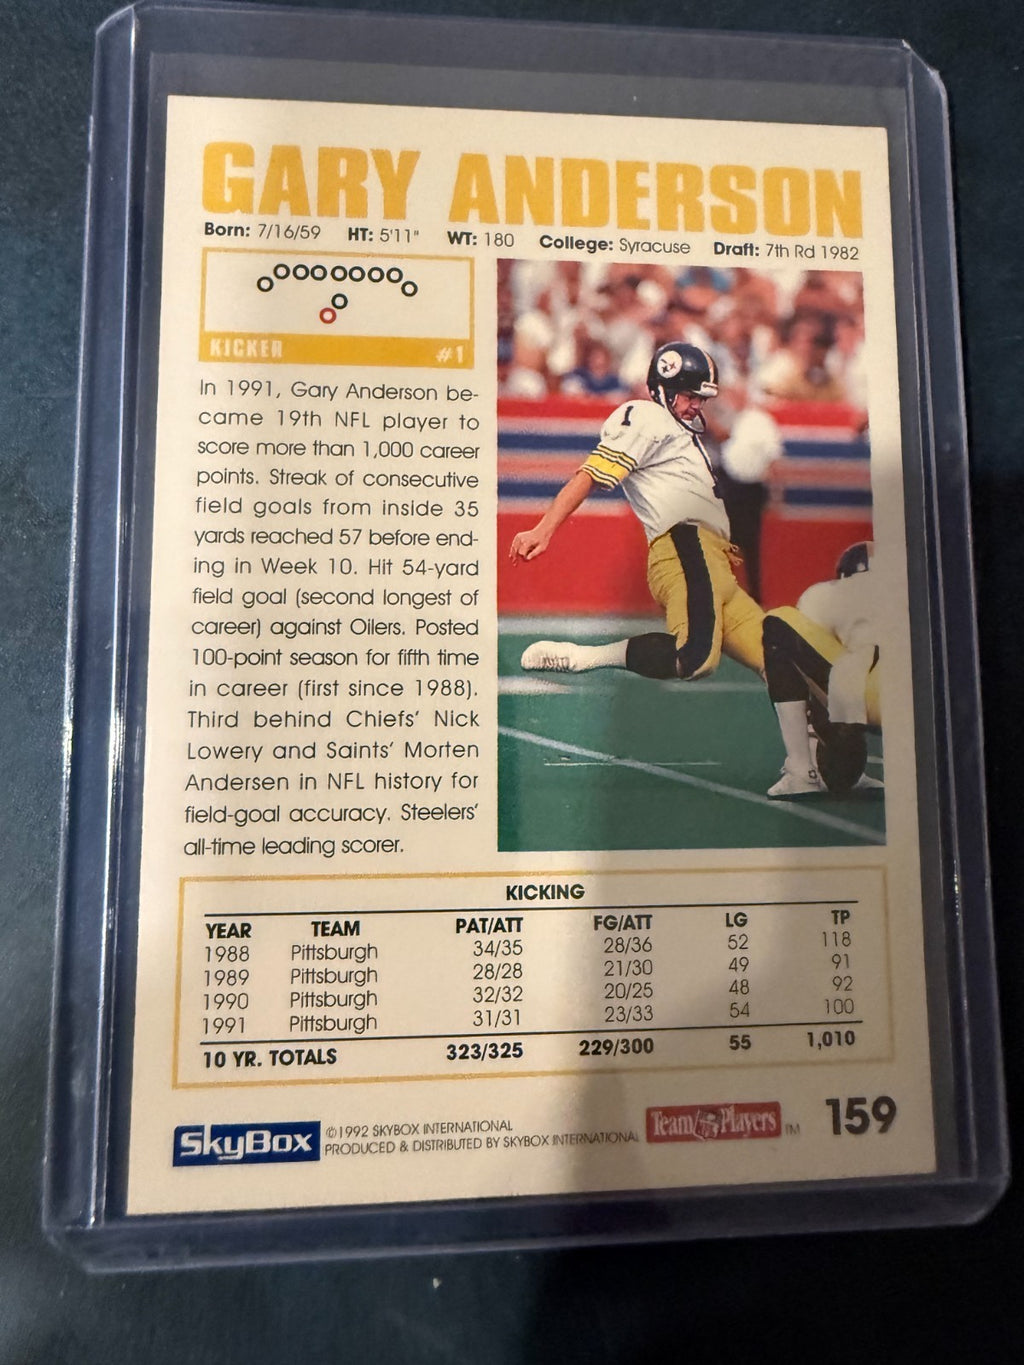 GARY ANDERSON
Born: 7/16/59 HT: 5'11" WT: 180 College: Syracuse Draft: 7th Rd 1982
KICKER #1
In 1991, Gary Anderson be-
came 19th NFL player to
score more than 1,000 career
points. Streak of consecutive
field goals from inside 35
yards reached 57 before end-
ing in Week 10. Hit 54-yard
field goal (second longest of
career) against Oilers. Posted
100-point season for fifth time
in career (first since 1988).
Third behind Chiefs' Nick
Lowery and Saints' Morten
Andersen in NFL history for
field-goal accuracy. Steelers'
all-time leading scorer.
1
KICKING
YEAR TEAM PAT/ATT FG/ATT LG TP
1988 Pittsburgh 34/35 28/36 52 118
1989 Pittsburgh 28/28 21/30 49 91
1990 Pittsburgh 32/32 20/25 48 92
1991 Pittsburgh 31/31 23/33 54 100
10 YR. TOTALS 323/325 229/300 55 1,010
SkyBox
©1992 SKYBOX INTERNATIONAL
PRODUCED & DISTRIBUTED BY SKYBOX INTERNATIONAL
Team Players TM
159